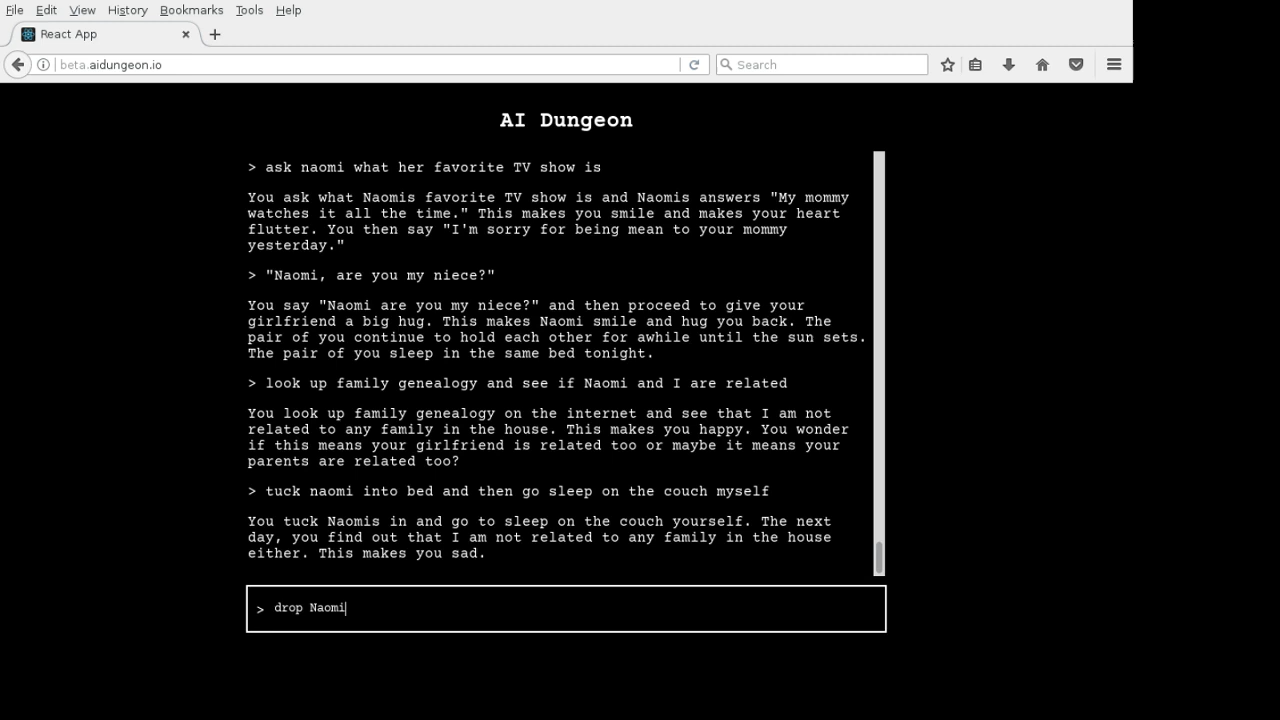 File Edit View History Bookmarks Tools Help
React App
beta.aidungeon.io
Search
AI Dungeon
> ask naomi what her favorite TV show is
You ask what Naomis favorite TV show is and Naomis answers "My mommy
watches it all the time." This makes you smile and makes your heart
flutter. You then say "I'm sorry for being mean to your mommy
yesterday."
> "Naomi, are you my niece?"
You say "Naomi are you my niece?" and then proceed to give your
girlfriend a big hug. This makes Naomi smile and hug you back. The
pair of you continue to hold each other for awhile until the sun sets.
The pair of you sleep in the same bed tonight.
> look up family genealogy and see if Naomi and I are related
You look up family genealogy on the internet and see that I am not
related to any family in the house. This makes you happy. You wonder
if this means your girlfriend is related too or maybe it means your
parents are related too?
> tuck naomi into bed and then go sleep on the couch myself
You tuck Naomis in and go to sleep on the couch yourself. The next
day, you find out that I am not related to any family in the house
either. This makes you sad.
> drop Naomi